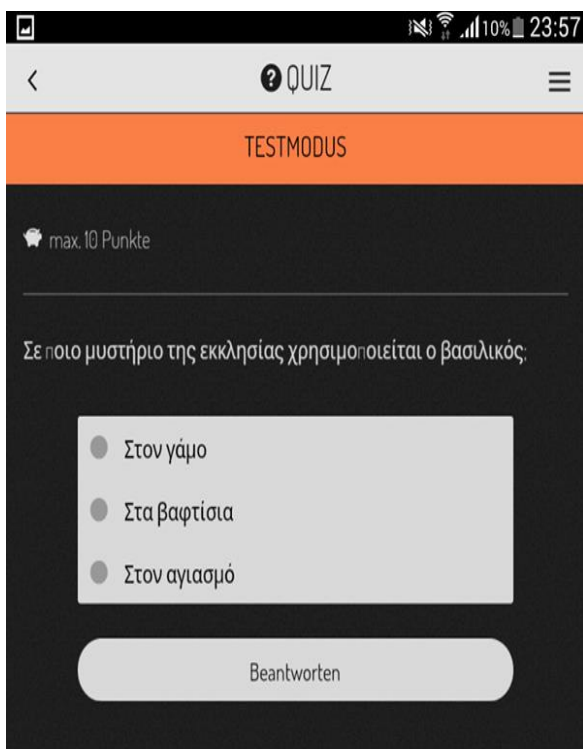 10% 23:57
QUIZ
TESTMODUS
max. 10 Punkte
Σε ποιο μυστήριο της εκκλησίας χρησιμοποιείται ο βασιλικός;
Στον γάμο
Στα βαφτίσια
Στον αγιασμό
Beantworten